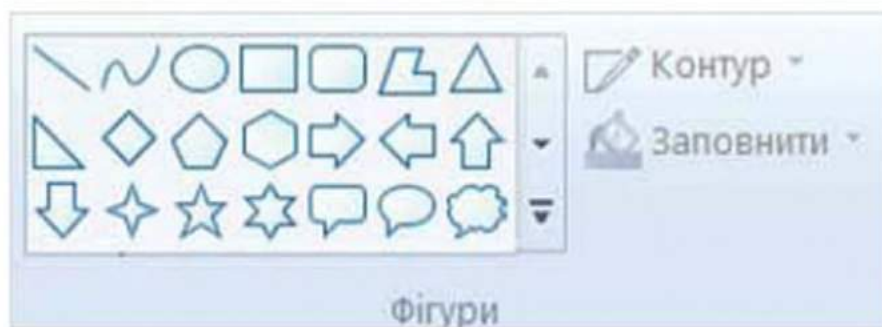 Контур
Заповнити
Фігури